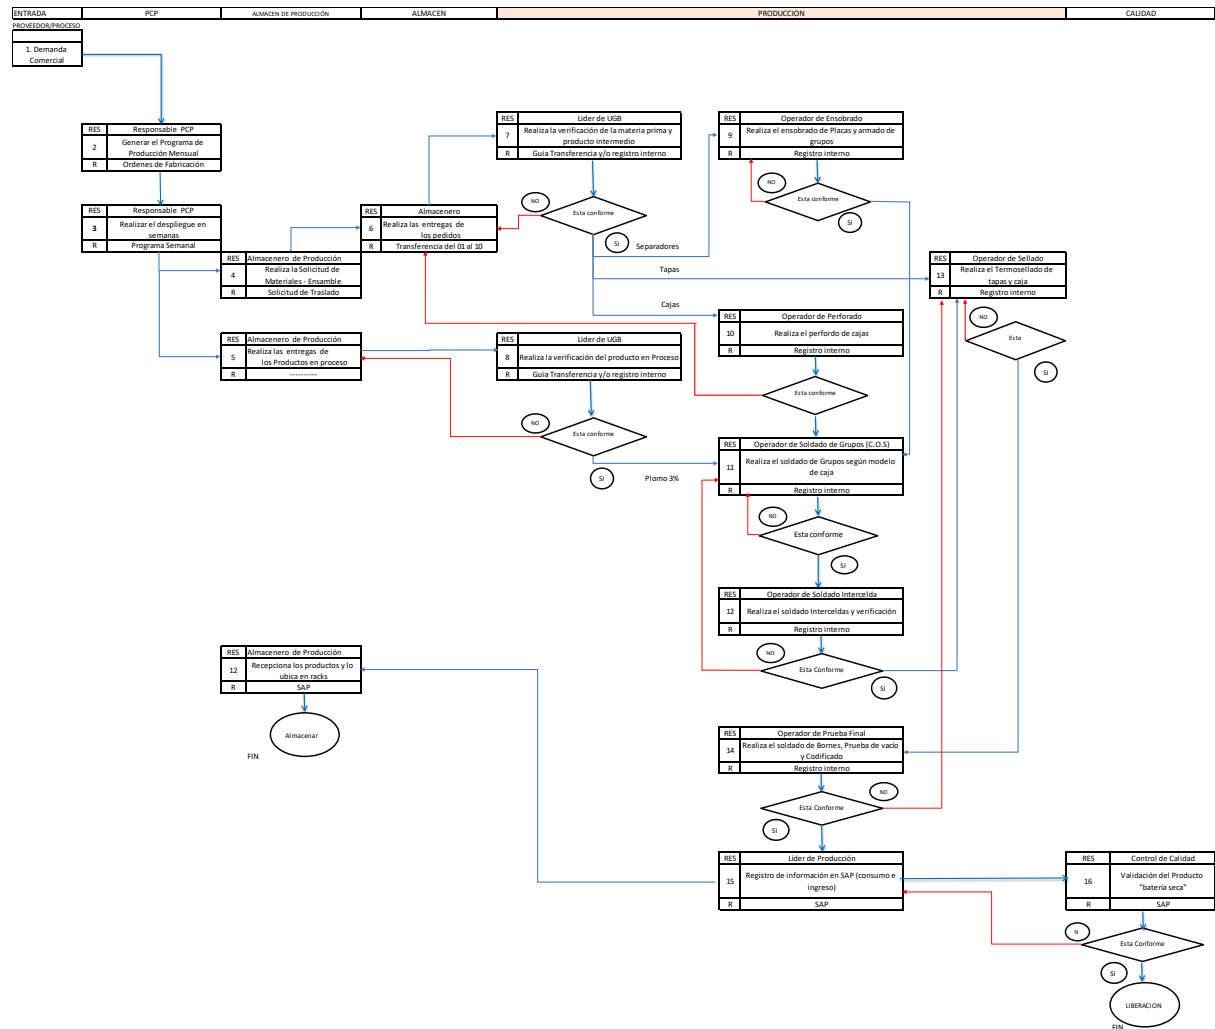 ENTRADA
PCP
ALMACEN DE PRODUCCIÓN
ALMACEN
PRODUCCION
CALIDAD
PROVEEDOR/PROCESO
1. Demanda
Comercial
RES Responsable PCP
2
Generar el Programa de
Producción Mensual
R Ordenes de Fabricación
RES Responsable PCP
3
Realizar el despliegue en
semanas
R Programa Semanal
RES Almacenero de Producción
4
Realiza la Solicitud de
Materiales - Ensamble
R Solicitud de Traslado
RES Almacenero de Producción
5
Realiza las entregas de
los Productos en proceso
R ----------
RES Almacenero
6
Realiza las entregas de
los pedidos
R Transferencia del 01 al 10
RES Lider de UGB
7
Realiza la verificación de la materia prima y
producto intermedio
R Guia Transferencia y/o registro interno
NO
Esta conforme
SI
Separadores
Tapas
Cajas
RES Lider de UGB
8
Realiza la verificación del producto en Proceso
R Guia Transferencia y/o registro interno
NO
Esta conforme
SI
Plomo 3%
RES Operador de Ensobrado
9
Realiza el ensobrado de Placas y armado de
grupos
R Registro interno
NO
Esta conforme
SI
RES Operador de Sellado
13
Realiza el Termosellado de
tapas y caja
R Registro interno
NO
Esta
SI
RES Operador de Perforado
10
Realiza el perfordo de cajas
R Registro interno
Esta conforme
RES Operador de Soldado de Grupos (C.O.S)
11
Realiza el soldado de Grupos según modelo
de caja
R Registro interno
NO
Esta conforme
SI
RES Operador de Soldado Intercelda
12
Realiza el soldado Interceldas y verificación
R Registro interno
NO
Esta Conforme
SI
RES Almacenero de Producción
12
Recepciona los productos y lo
ubica en racks
R SAP
Almacenar
FIN
RES Operador de Prueba Final
14
Realiza el soldado de Bornes, Prueba de vacío
y Codificado
R Registro interno
NO
Esta Conforme
SI
RES Líder de Producción
15
Registro de información en SAP (consumo e
ingreso)
R SAP
RES Control de Calidad
16
Validación del Producto
"batería seca"
R SAP
N
Esta Conforme
SI
LIBERACION
FIN